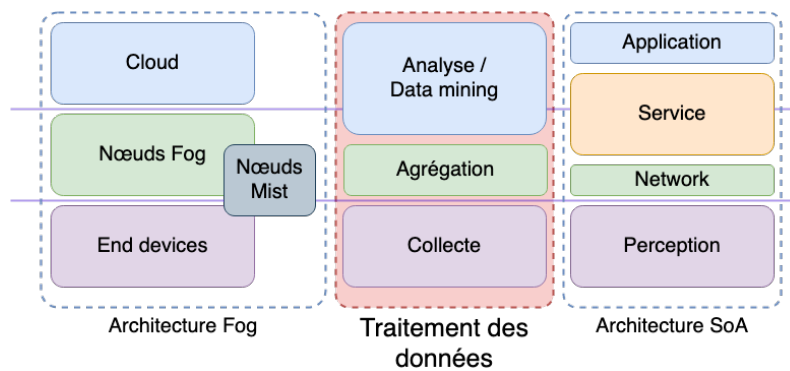 Cloud
Nœuds Fog
Nœuds
Mist
End devices
Architecture Fog
Analyse /
Data mining
Agrégation
Collecte
Traitement des
données
Application
Service
Network
Perception
Architecture SoA